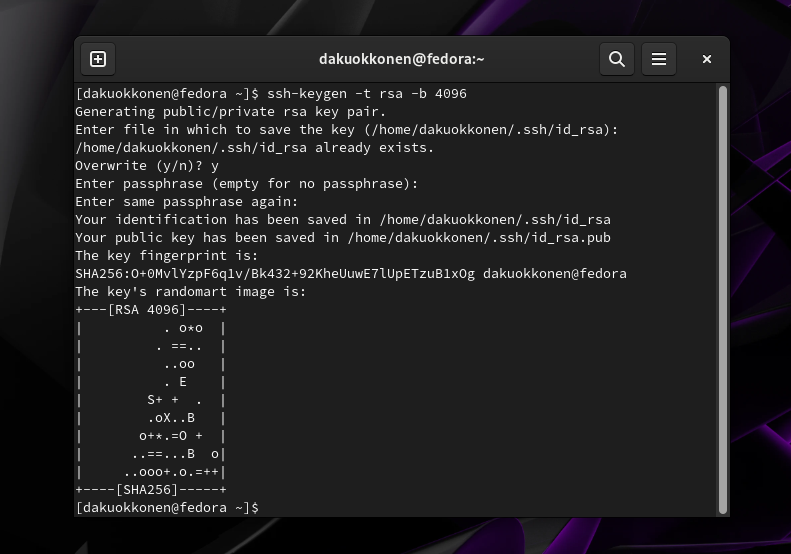 dakuokkonen@fedora:~
[dakuokkonen@fedora ~]$ ssh-keygen -t rsa -b 4096
Generating public/private rsa key pair.
Enter file in which to save the key (/home/dakuokkonen/.ssh/id_rsa):
/home/dakuokkonen/.ssh/id_rsa already exists.
Overwrite (y/n)? y
Enter passphrase (empty for no passphrase):
Enter same passphrase again:
Your identification has been saved in /home/dakuokkonen/.ssh/id_rsa
Your public key has been saved in /home/dakuokkonen/.ssh/id_rsa.pub
The key fingerprint is:
SHA256:O+0MvlYzpF6q1v/Bk432+92KheUuwE7lUpETzuB1xOg dakuokkonen@fedora
The key's randomart image is:
+---[RSA 4096]----+
|          . o*o  |
|         . ==..  |
|          ..oo   |
|          . E    |
|        S+ +  .  |
|        .oX..B   |
|       o+*.=O +  |
|      ..==...B  o|
|     ..ooo+.o.=++|
+----[SHA256]-----+
[dakuokkonen@fedora ~]$